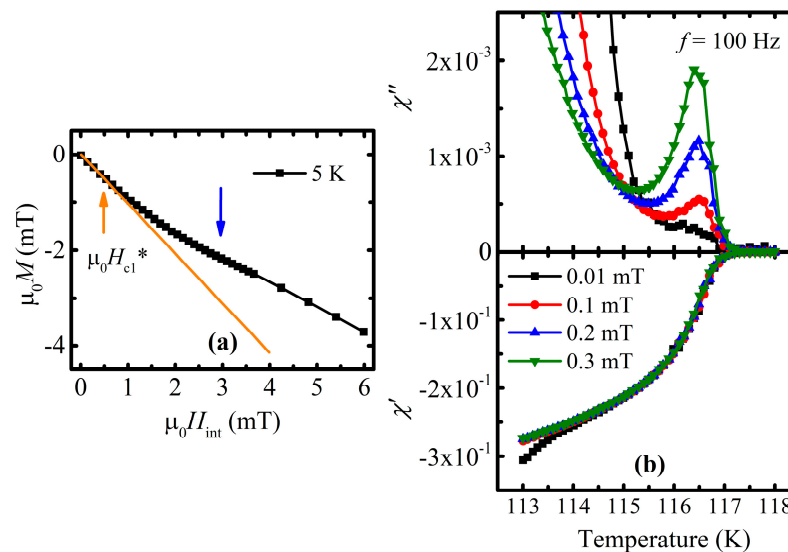 0
-2
-4
μ₀M (mT)
5 K
μ₀H꜀₁*
(a)
0 1 2 3 4 5 6
μ₀Hᵢₙₜ (mT)
2x10⁻³
1x10⁻³
0
χ''
f = 100 Hz
-1x10⁻¹
-2x10⁻¹
-3x10⁻¹
χ'
0.01 mT
0.1 mT
0.2 mT
0.3 mT
(b)
113 114 115 116 117 118
Temperature (K)